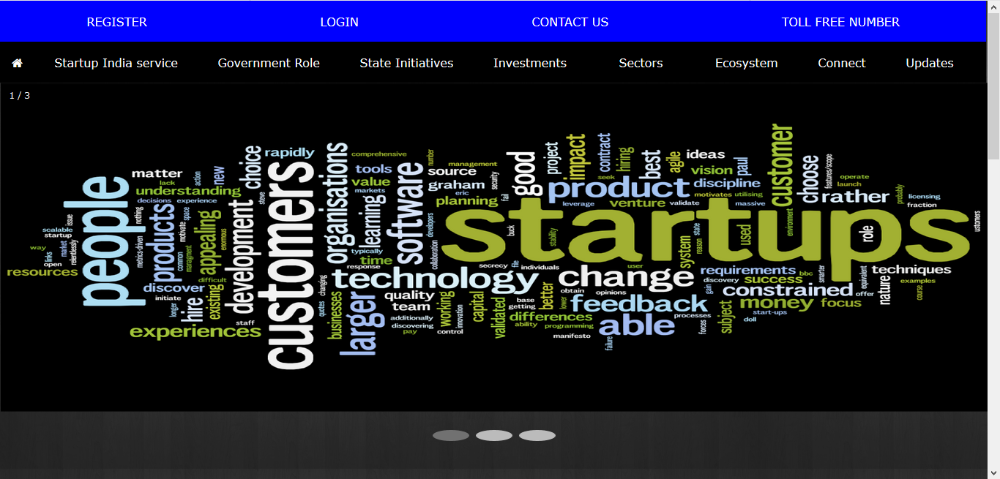 REGISTER LOGIN CONTACT US TOLL FREE NUMBER
Startup India service Government Role State Initiatives Investments Sectors Ecosystem Connect Updates
1 / 3
people
customers
startups
technology
product
change
feedback
able
larger
software
organisations
development
products
customer
constrained
experiences
appealing
understanding
matter
lack
action
new
choice
steve
rapidly
decisions
experience
scalable
startup
issue
nothing
way
links
market
open
relentlessly
resources
metrics-driven
common
motivate
space
managment
enormous
discover
difficult
initiate
longer
hire
existing
staff
comprehensive
tools
value
markets
learning
typically
time
response
changing
quotes
businesses
quality
team
additionally
discovering
pay
number
source
management
graham
eric
security
planning
fail
developers
collaboration
secrecy
file
individuals
working
control
innovation
capital
validated
base
getting
differences
ability
programming
manifesto
better
lower
obtain
opinions
user
good
project
impact
seek
contract
hiring
best
agile
ideas
vision
paul
discipline
leverage
venture
validate
motivates
utilising
massive
buck
stability
system
reason
state
used
environment
choose
features/scope
operate
launch
rather
probably
licensing
fraction
ustomers
role
requirements
bbc
discovery
success
smarter
gain
equivalent
techniques
offer
nature
examples
course
money
focus
start-ups
doll
subject
forces
processes
failure